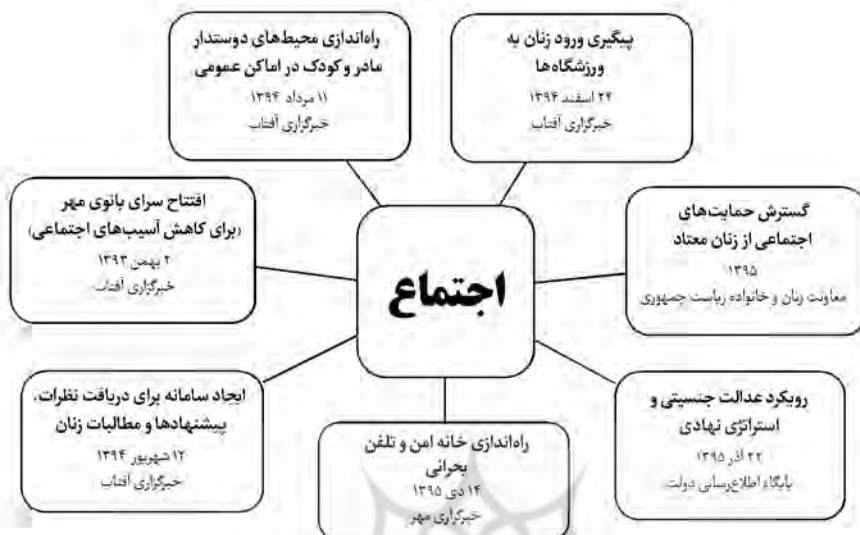 پیگیری ورود زنان به
ورزشگاه‌ها
۲۴ اسفند ۱۳۹۴
خبرگزاری آفتاب
راه‌اندازی محیط‌های دوستدار
مادر و کودک در اماکن عمومی
۱۱ مرداد ۱۳۹۴
خبرگزاری آفتاب
گسترش حمایت‌های
اجتماعی از زنان معتاد
۱۳۹۵
معاونت زنان و خانواده ریاست جمهوری
اجتماع
افتتاح سرای بانوی مهر
(برای کاهش آسیب‌های اجتماعی)
۲ بهمن ۱۳۹۳
خبرگزاری آفتاب
رویکرد عدالت جنسیتی و
استراتژی نهادی
۲۲ آذر ۱۳۹۵
پایگاه اطلاع‌رسانی دولت
راه‌اندازی خانه امن و تلفن
بحرانی
۱۴ دی ۱۳۹۵
خبرگزاری مهر
ایجاد سامانه برای دریافت نظرات،
پیشنهادها و مطالبات زنان
۱۲ شهریور ۱۳۹۴
خبرگزاری آفتاب